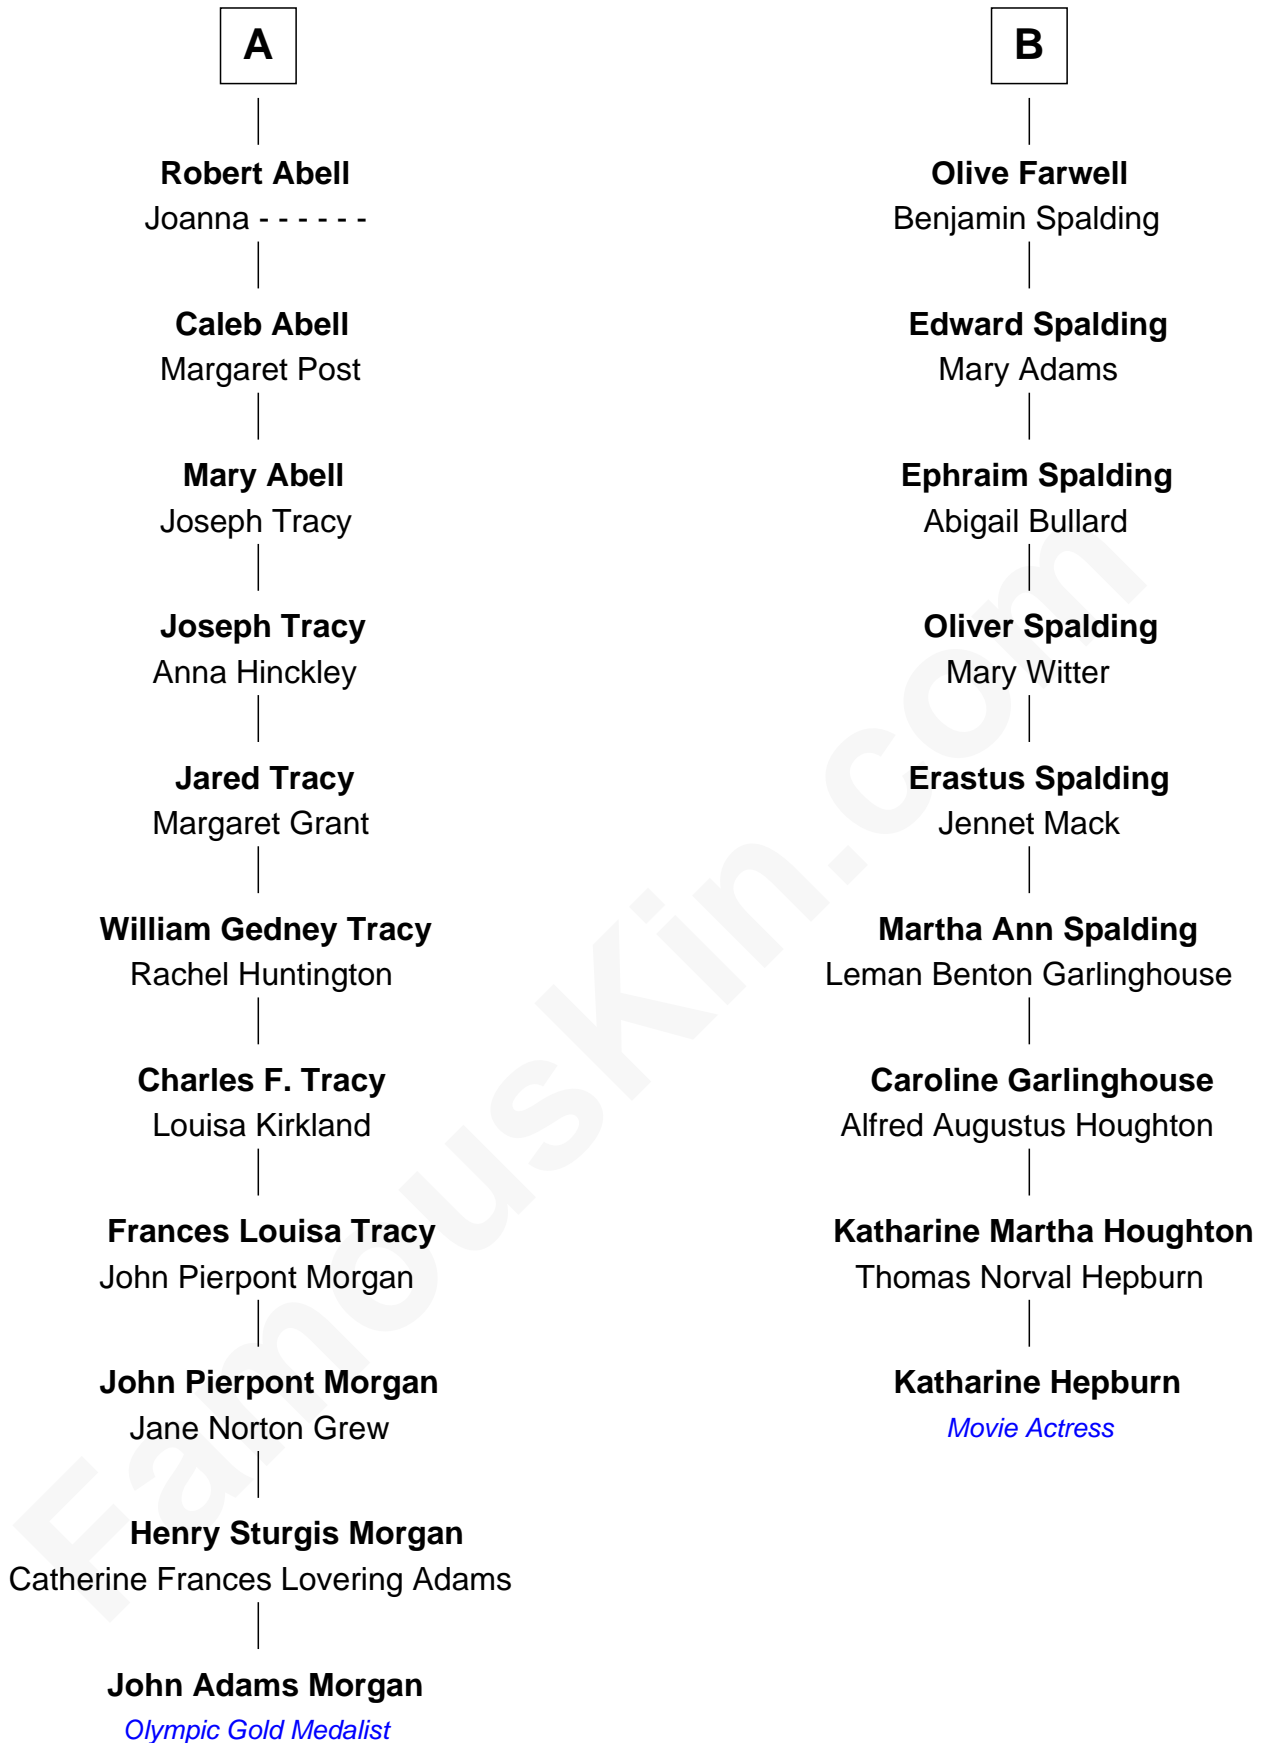 A
Robert Abell
Joanna - - - - - -
Caleb Abell
Margaret Post
Mary Abell
Joseph Tracy
Joseph Tracy
Anna Hinckley
Jared Tracy
Margaret Grant
William Gedney Tracy
Rachel Huntington
Charles F. Tracy
Louisa Kirkland
Frances Louisa Tracy
John Pierpont Morgan
John Pierpont Morgan
Jane Norton Grew
Henry Sturgis Morgan
Catherine Frances Lovering Adams
John Adams Morgan
Olympic Gold Medalist
B
Olive Farwell
Benjamin Spalding
Edward Spalding
Mary Adams
Ephraim Spalding
Abigail Bullard
Oliver Spalding
Mary Witter
Erastus Spalding
Jennet Mack
Martha Ann Spalding
Leman Benton Garlinghouse
Caroline Garlinghouse
Alfred Augustus Houghton
Katharine Martha Houghton
Thomas Norval Hepburn
Katharine Hepburn
Movie Actress
FamousKin.com